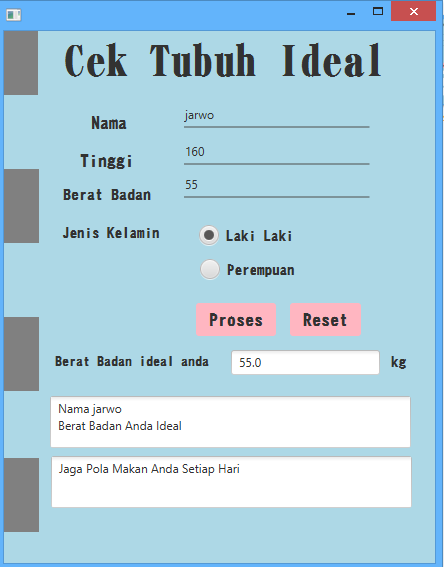 Cek Tubuh Ideal
Nama jarwo
Tinggi 160
Berat Badan 55
Jenis Kelamin Laki Laki
Perempuan
Proses Reset
Berat Badan ideal anda 55.0 kg
Nama jarwo
Berat Badan Anda Ideal
Jaga Pola Makan Anda Setiap Hari